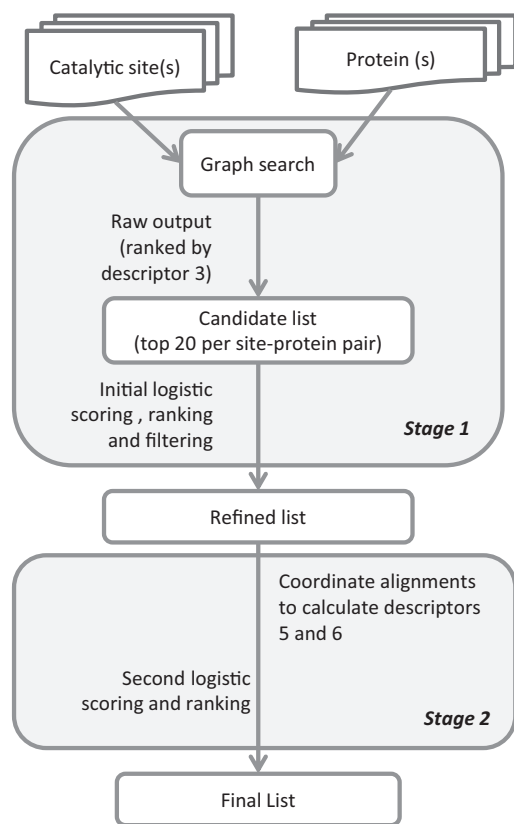 Catalytic site(s)
Protein (s)
Graph search
Raw output
(ranked by
descriptor 3)
Candidate list
(top 20 per site-protein pair)
Initial logistic
scoring , ranking
and filtering
Stage 1
Refined list
Coordinate alignments
to calculate descriptors
5 and 6
Second logistic
scoring and ranking
Stage 2
Final List